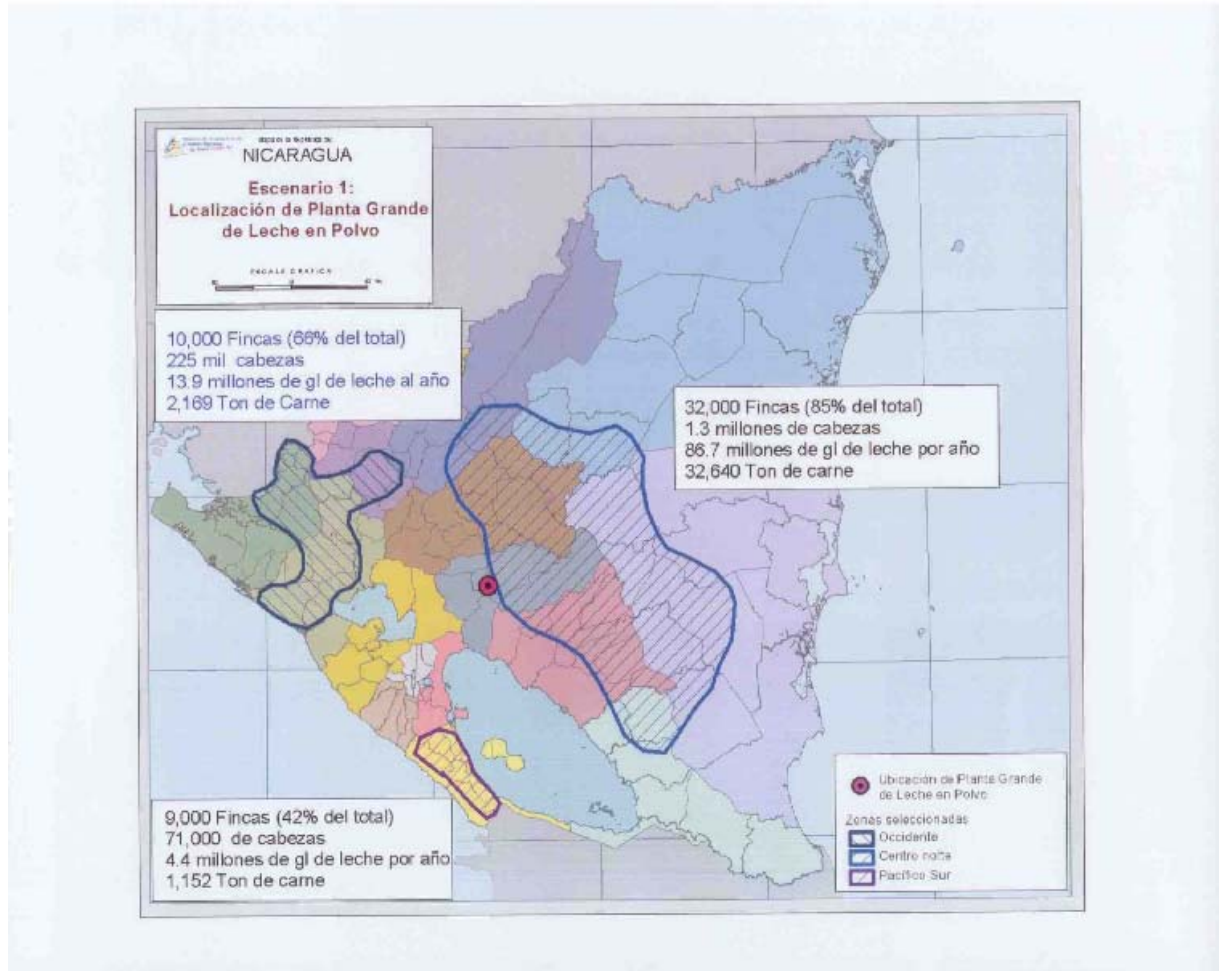 NICARAGUA
Escenario 1:
Localización de Planta Grande
de Leche en Polvo
ESCALA GRAFICA
10,000 Fincas (66% del total)
225 mil cabezas
13.9 millones de gl de leche al año
2,169 Ton de Carne
32,000 Fincas (85% del total)
1.3 millones de cabezas
86.7 millones de gl de leche por año
32,640 Ton de carne
9,000 Fincas (42% del total)
71,000 de cabezas
4.4 millones de gl de leche por año
1,152 Ton de carne
Ubicación de Planta Grande
de Leche en Polvo
Zonas seleccionadas
Occidente
Centro norte
Pacífico Sur